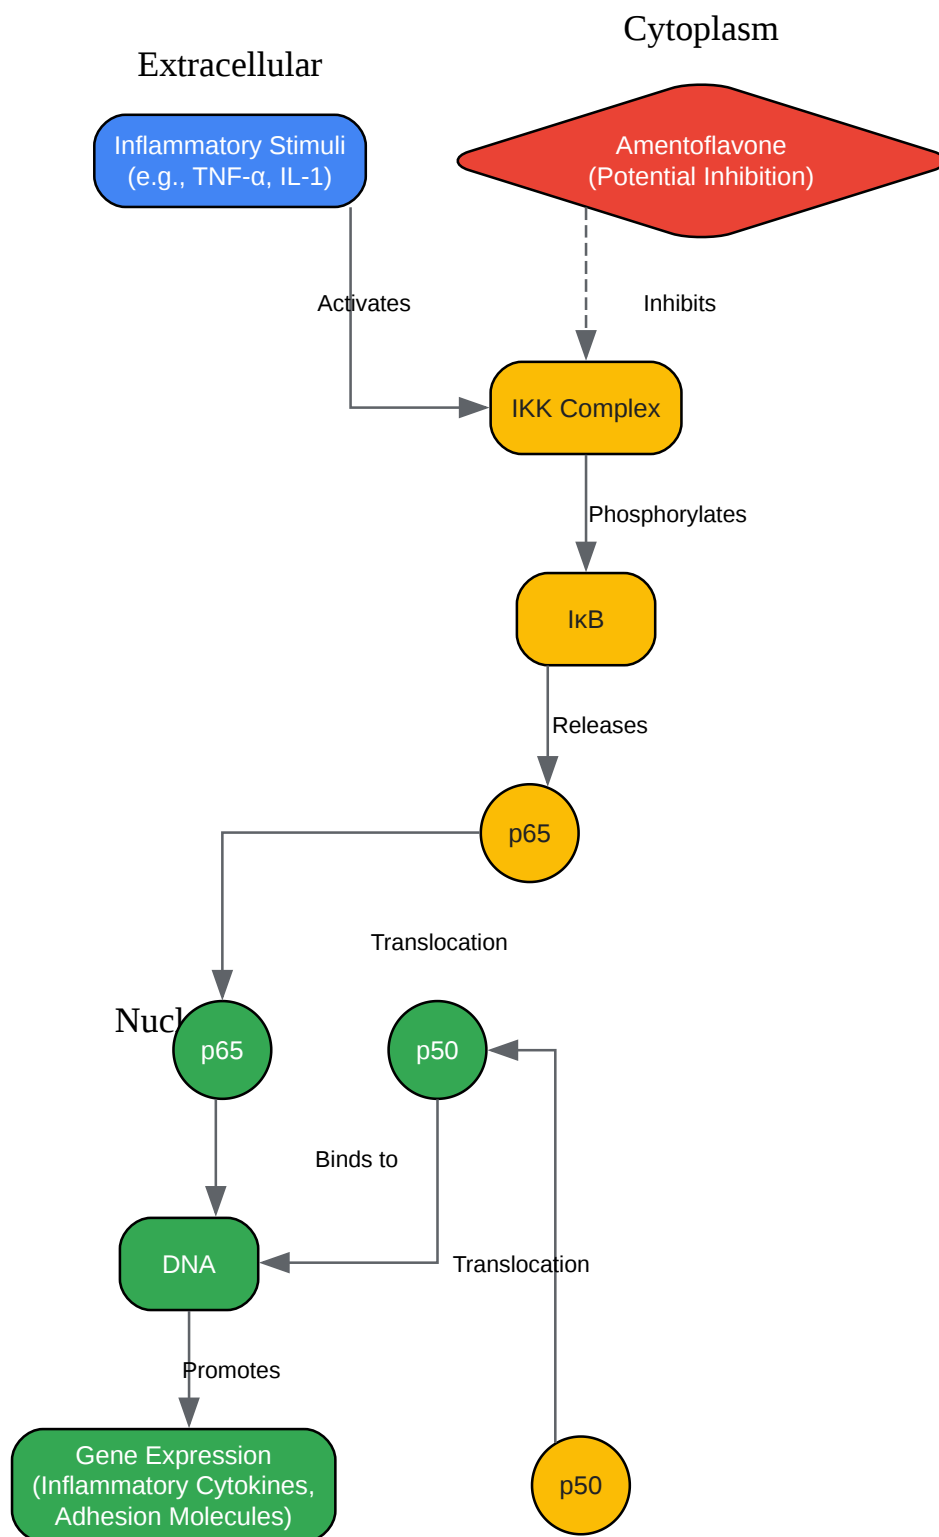 Cytoplasm
Extracellular
Inflammatory Stimuli
(e.g., TNF-α, IL-1)
Amentoflavone
(Potential Inhibition)
Activates
Inhibits
IKK Complex
Phosphorylates
IκB
Releases
p65
Translocation
Nucl
p65
p50
Binds to
DNA
Translocation
Promotes
Gene Expression
(Inflammatory Cytokines,
Adhesion Molecules)
p50